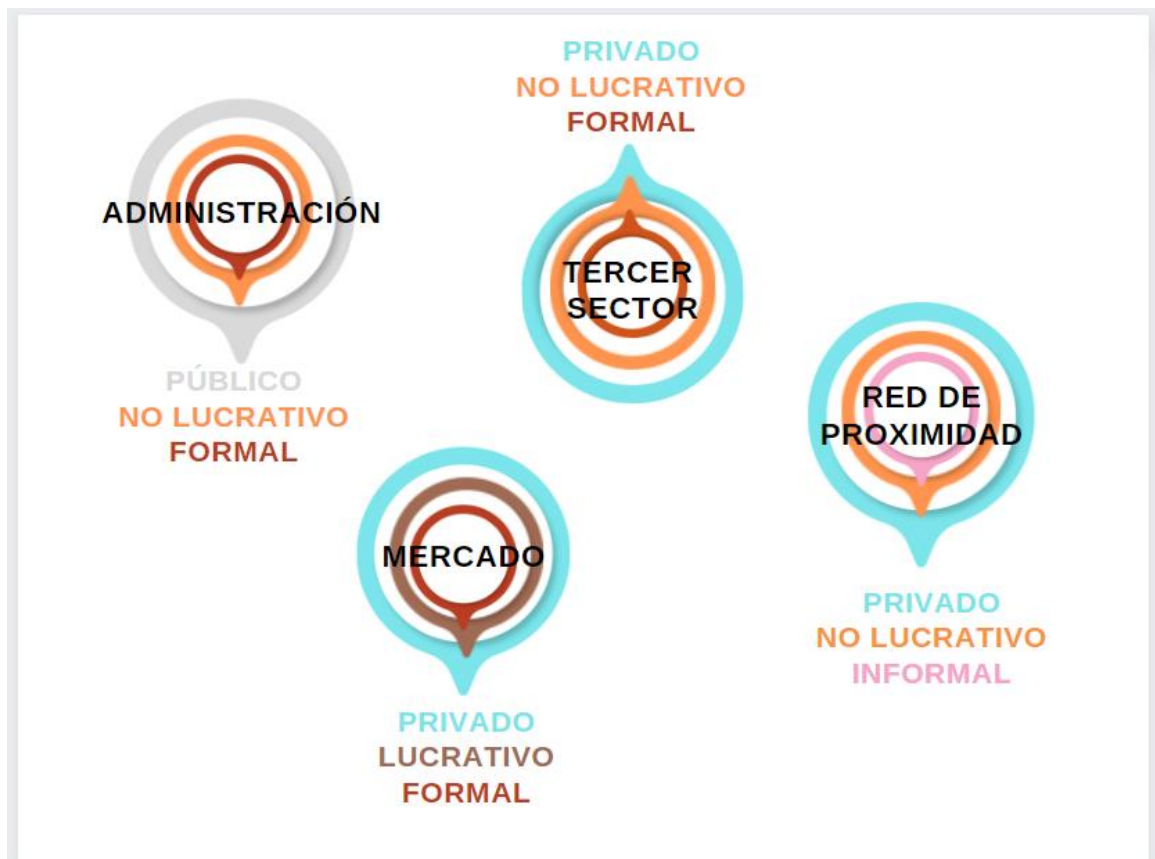 PRIVADO
NO LUCRATIVO
FORMAL
TERCER
SECTOR
ADMINISTRACIÓN
PÚBLICO
NO LUCRATIVO
FORMAL
RED DE
PROXIMIDAD
PRIVADO
NO LUCRATIVO
INFORMAL
MERCADO
PRIVADO
LUCRATIVO
FORMAL